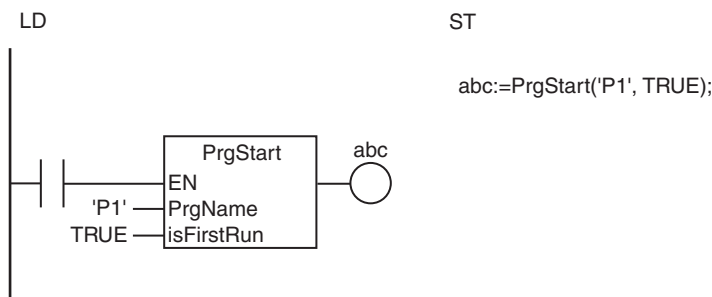 LD
ST
abc:=PrgStart('P1', TRUE);
PrgStart
abc
EN
'P1'
PrgName
TRUE
isFirstRun